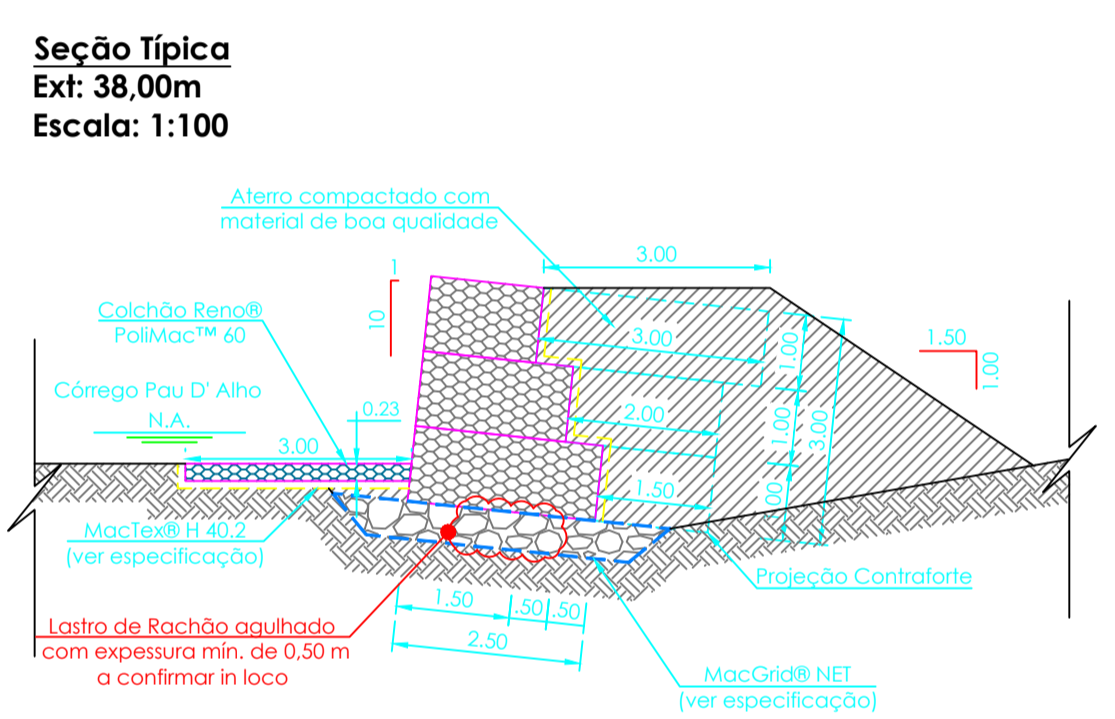 Seção Típica
Ext: 38,00m
Escala: 1:100
Aterro compactado com
material de boa qualidade
3.00
1
10
Colchão Reno®
PoliMac™ 60
3.00
1.00
1.50
1.00
Córrego Pau D' Alho
N.A.
0.23
3.00
2.00
1.00
3.00
1.50
MacTex® H 40.2
(ver especificação)
Projeção Contraforte
1.50
.50
.50
2.50
Lastro de Rachão agulhado
com expessura mín. de 0,50 m
a confirmar in loco
MacGrid® NET
(ver especificação)